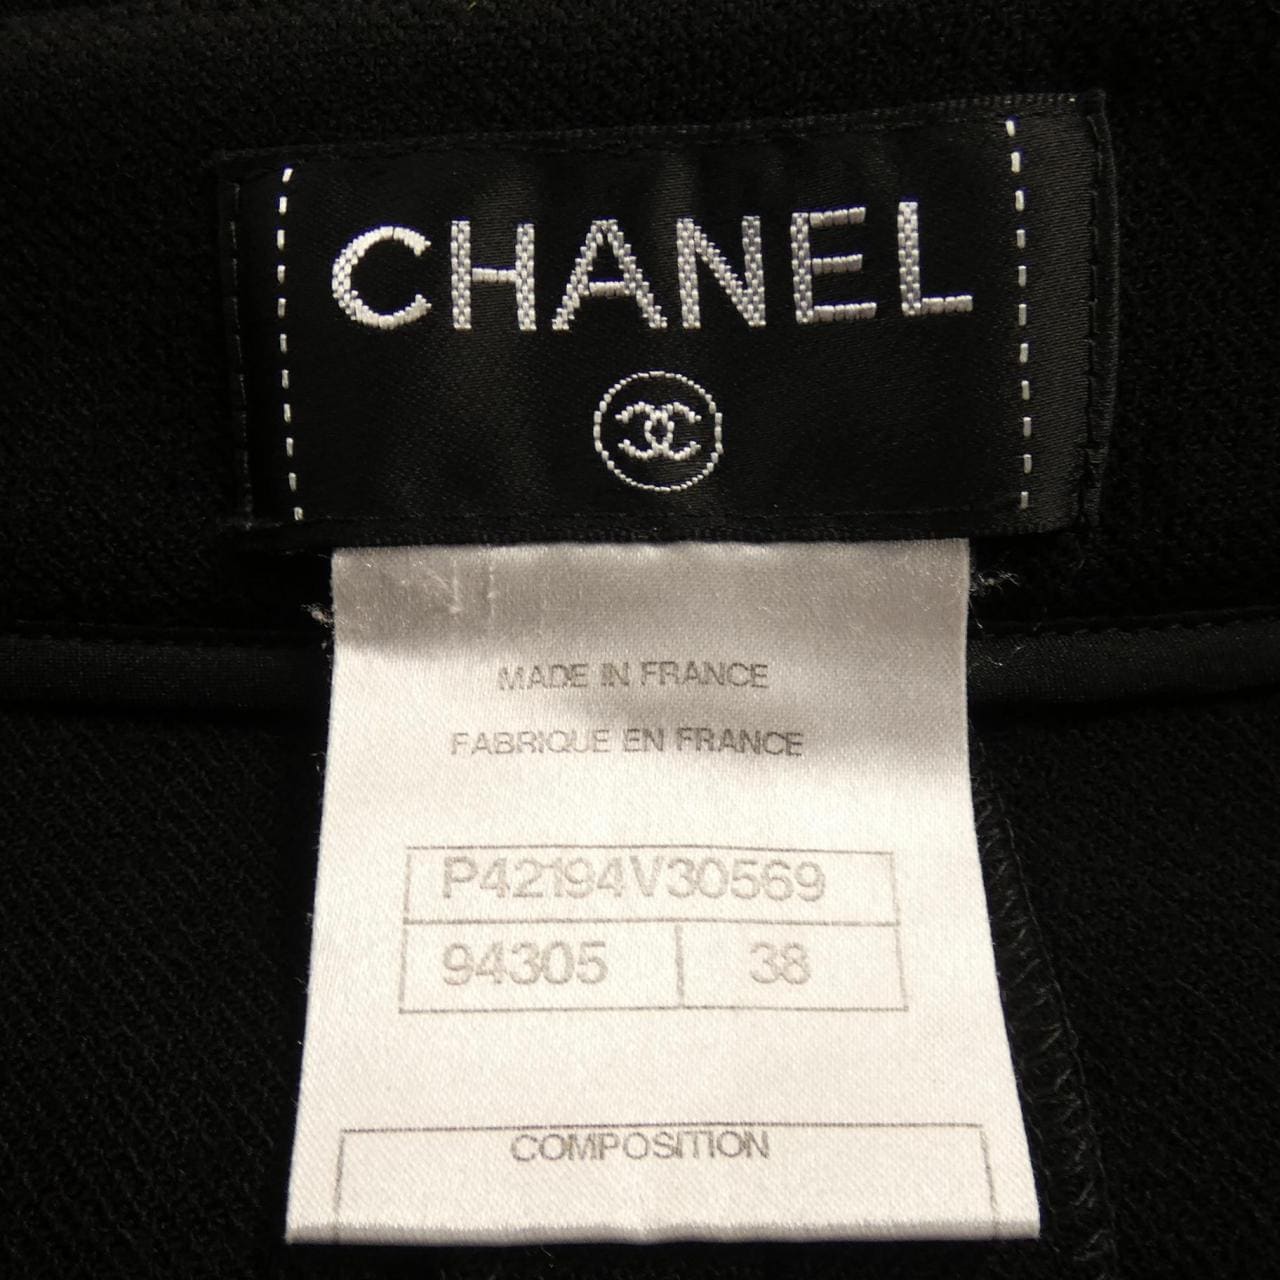 CHANEL
MADE IN FRANCE
FABRIQUE EN FRANCE
P42194V30569
94305 38
COMPOSITION